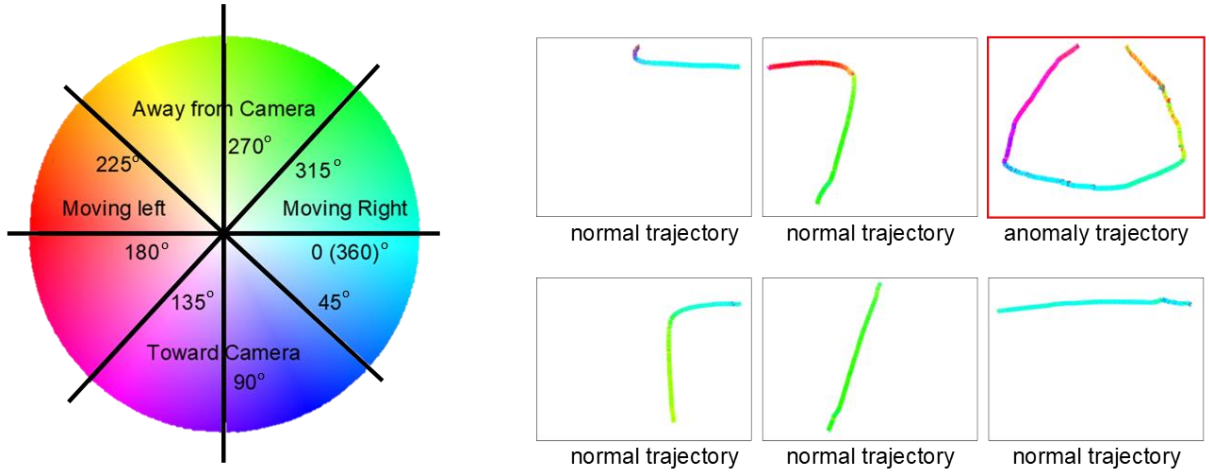 Away from Camera
270°
225°
315°
Moving left
Moving Right
180°
0 (360)°
135°
45°
Toward Camera
90°
normal trajectory
normal trajectory
anomaly trajectory
normal trajectory
normal trajectory
normal trajectory